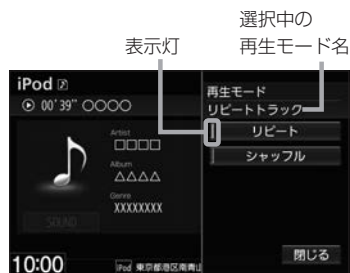 選択中の
再生モード名
表示灯
iPod
00'39" ○○○○
Artist
□□□□
Album
△△△△
Genre
XXXXXXXX
SOUND
10:00
iPod 東京都港区南青山
再生モード
リピートトラック
リピート
シャッフル
閉じる